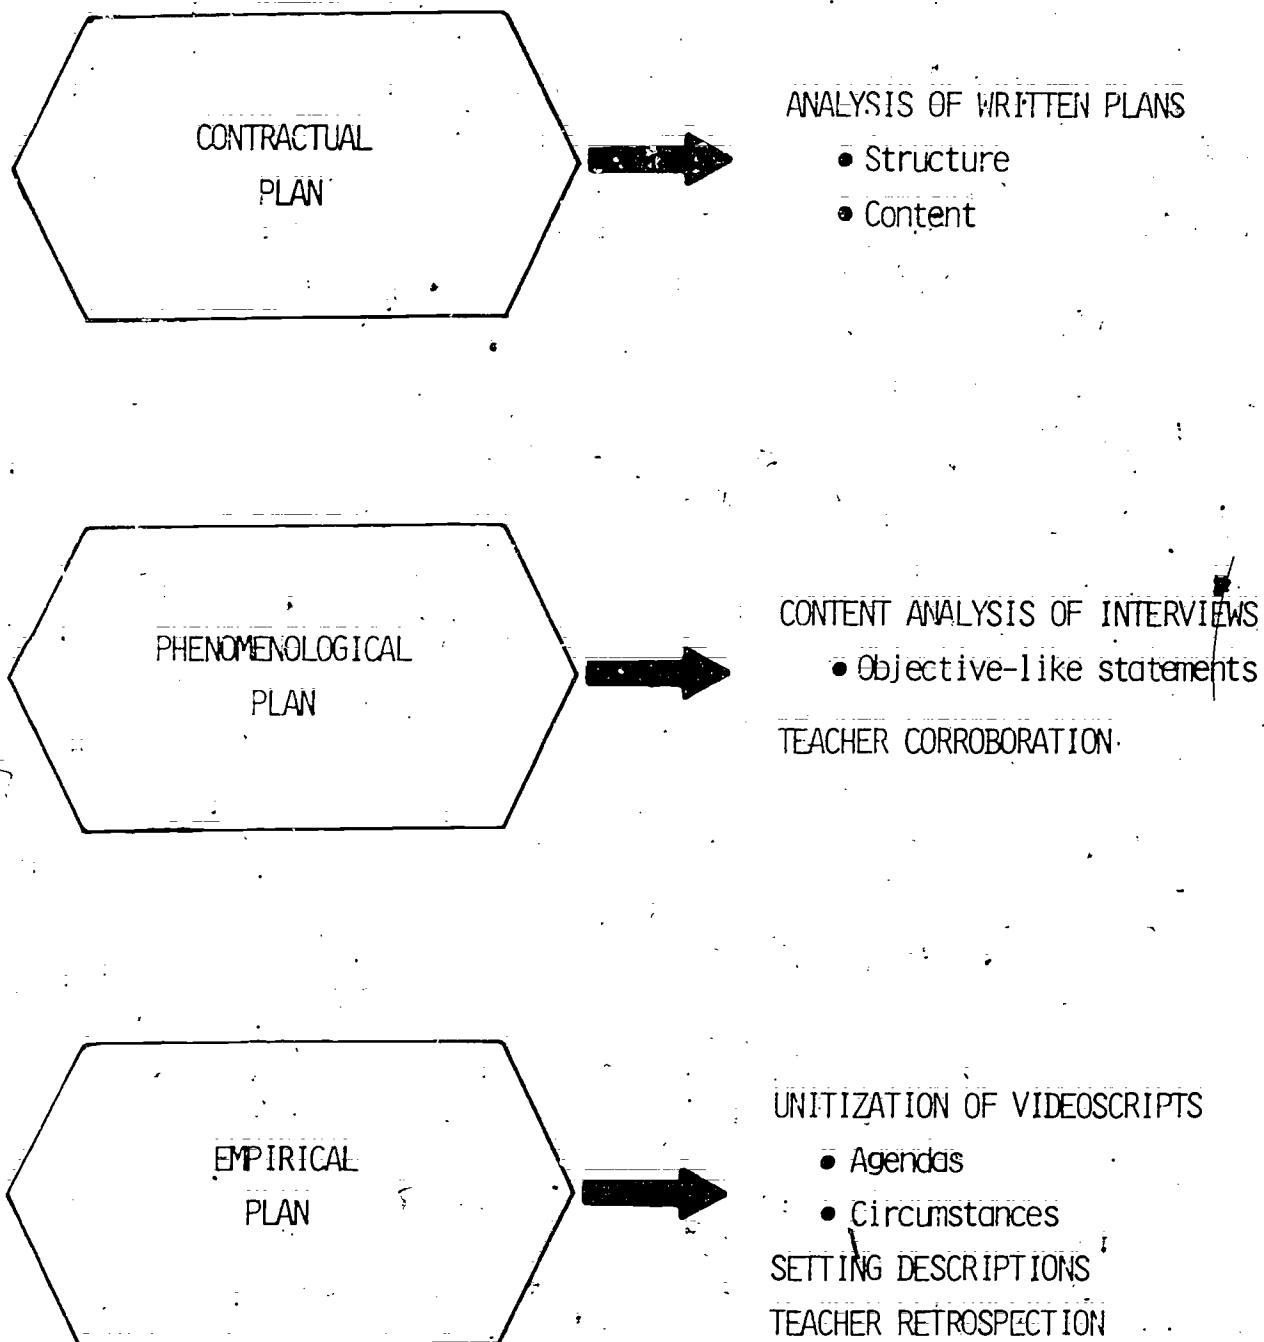 CONTRACTUAL
PLAN
ANALYSIS OF WRITTEN PLANS
• Structure
• Content
PHENOMENOLOGICAL
PLAN
CONTENT ANALYSIS OF INTERVIEWS
• Objective-like statements
TEACHER CORROBORATION
EMPIRICAL
PLAN
UNITIZATION OF VIDEOSCRIPTS
• Agendas
• Circumstances
SETTING DESCRIPTIONS
TEACHER RETROSPECTION